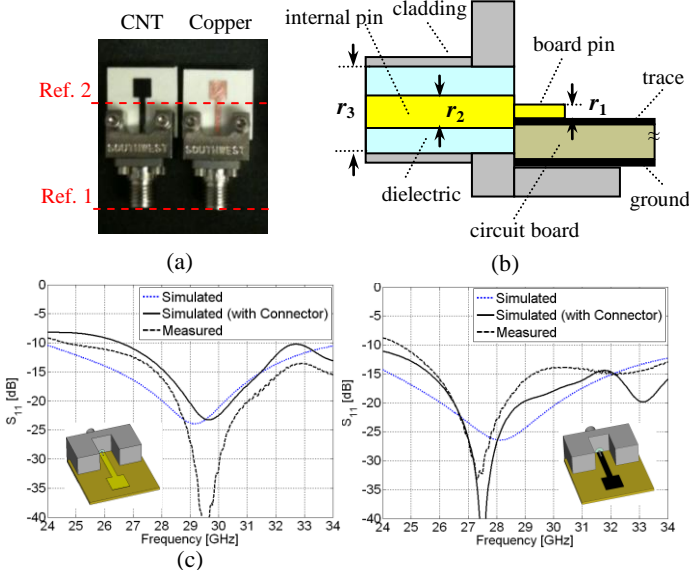 (a)
CNT Copper
Ref. 2
SOUTHWEST SOUTHWEST
Ref. 1
(a)
cladding
internal pin
board pin
r3
r2
r1
trace
≈
dielectric
ground
circuit board
(b)
0
-5
-10
-15
-20
-25
-30
-35
-40
S11 [dB]
Simulated
Simulated (with Connector)
Measured
24 25 26 27 28 29 30 31 32 33 34
Frequency [GHz]
(c)
0
-5
-10
-15
-20
-25
-30
-35
-40
S11 [dB]
Simulated
Simulated (with Connector)
Measured
24 25 26 27 28 29 30 31 32 33 34
Frequency [GHz]